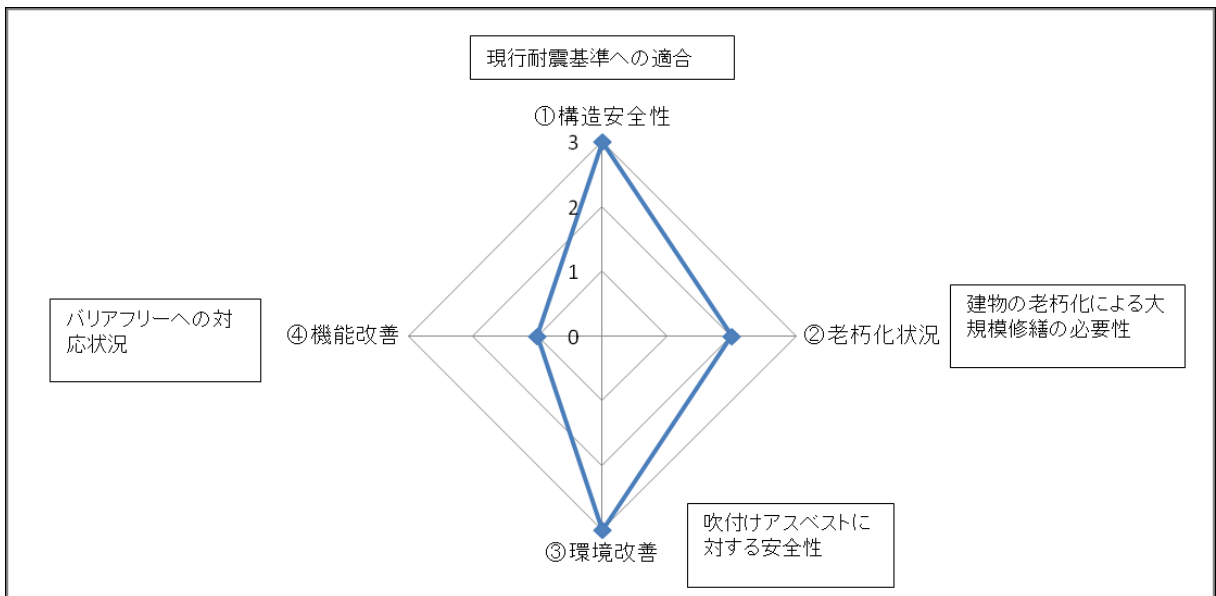 現行耐震基準への適合
①構造安全性
3
2
1
0
バリアフリーへの対
応状況
④機能改善
②老朽化状況
建物の老朽化による大
規模修繕の必要性
③環境改善
吹付けアスベストに
対する安全性